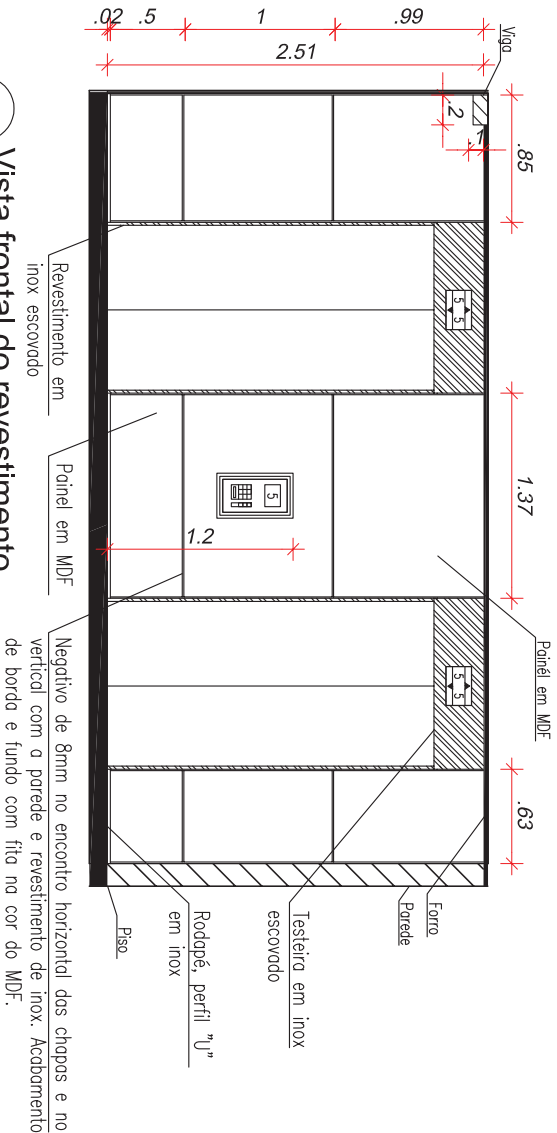 .02
.5
1
.99
2.51
Viga
.2
.1
.85
1.37
.63
5 5
5 5
5
1.2
Painél em MDF
Forro
Parede
Testeira em inox
escovado
Rodapé, perfil "U"
em inox
Piso
Revestimento em
inox escovado
Painel em MDF
Negativo de 8mm no encontro horizontal das chapas e no
vertical com a parede e revestimento de inox. Acabamento
de borda e fundo com fita na cor do MDF.
Vista frontal do revestimento